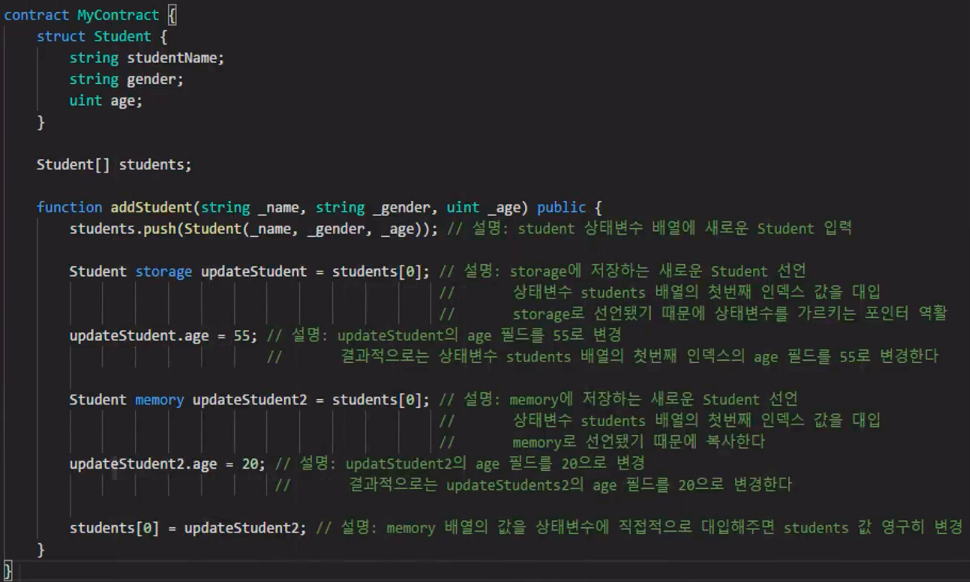 contract MyContract {
struct Student {
string studentName;
string gender;
uint age;
}
Student[] students;
function addStudent(string _name, string _gender, uint _age) public {
students.push(Student(_name, _gender, _age)); // 설명: student 상태변수 배열에 새로운 Student 입력
Student storage updateStudent = students[0]; // 설명: storage에 저장하는 새로운 Student 선언
// 상태변수 students 배열의 첫번째 인덱스 값을 대입
// storage로 선언됐기 때문에 상태변수를 가르키는 포인터 역활
updateStudent.age = 55; // 설명: updateStudent의 age 필드를 55로 변경
// 결과적으로는 상태변수 students 배열의 첫번째 인덱스의 age 필드를 55로 변경한다
Student memory updateStudent2 = students[0]; // 설명: memory에 저장하는 새로운 Student 선언
// 상태변수 students 배열의 첫번째 인덱스 값을 대입
// memory로 선언됐기 때문에 복사한다
updateStudent2.age = 20; // 설명: updatStudent2의 age 필드를 20으로 변경
// 결과적으로는 updateStudents2의 age 필드를 20으로 변경한다
students[0] = updateStudent2; // 설명: memory 배열의 값을 상태변수에 직접적으로 대입해주면 students 값 영구히 변경
}
}